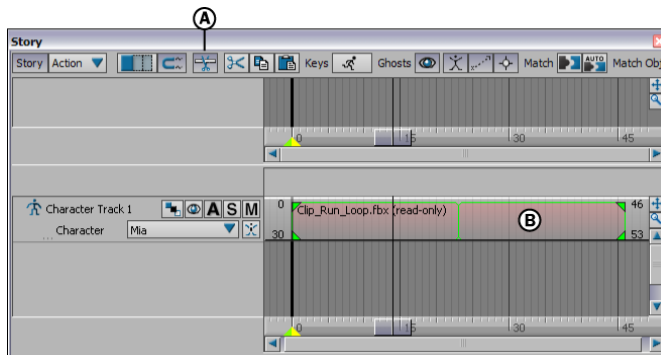 A
Story
Story Action Keys Ghosts AUTO Match Match Obj
0 15 30 45
Character Track 1 A S M
Character Mia
0 Clip_Run_Loop.fbx (read-only) B 46
30 53
0 15 30 45